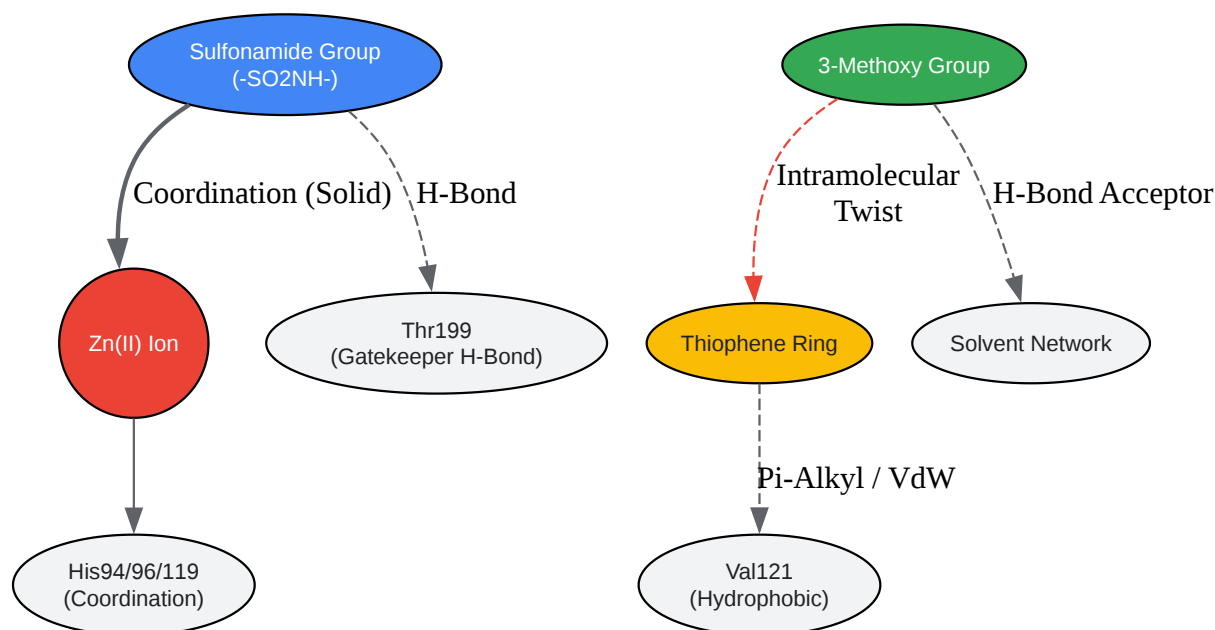 Sulfonamide Group
(-SO2NH-)
3-Methoxy Group
Coordination (Solid)
H-Bond
Intramolecular
Twist
H-Bond Acceptor
Zn(II) Ion
Thr199
(Gatekeeper H-Bond)
Thiophene Ring
Solvent Network
Pi-Alkyl / VdW
His94/96/119
(Coordination)
Val121
(Hydrophobic)